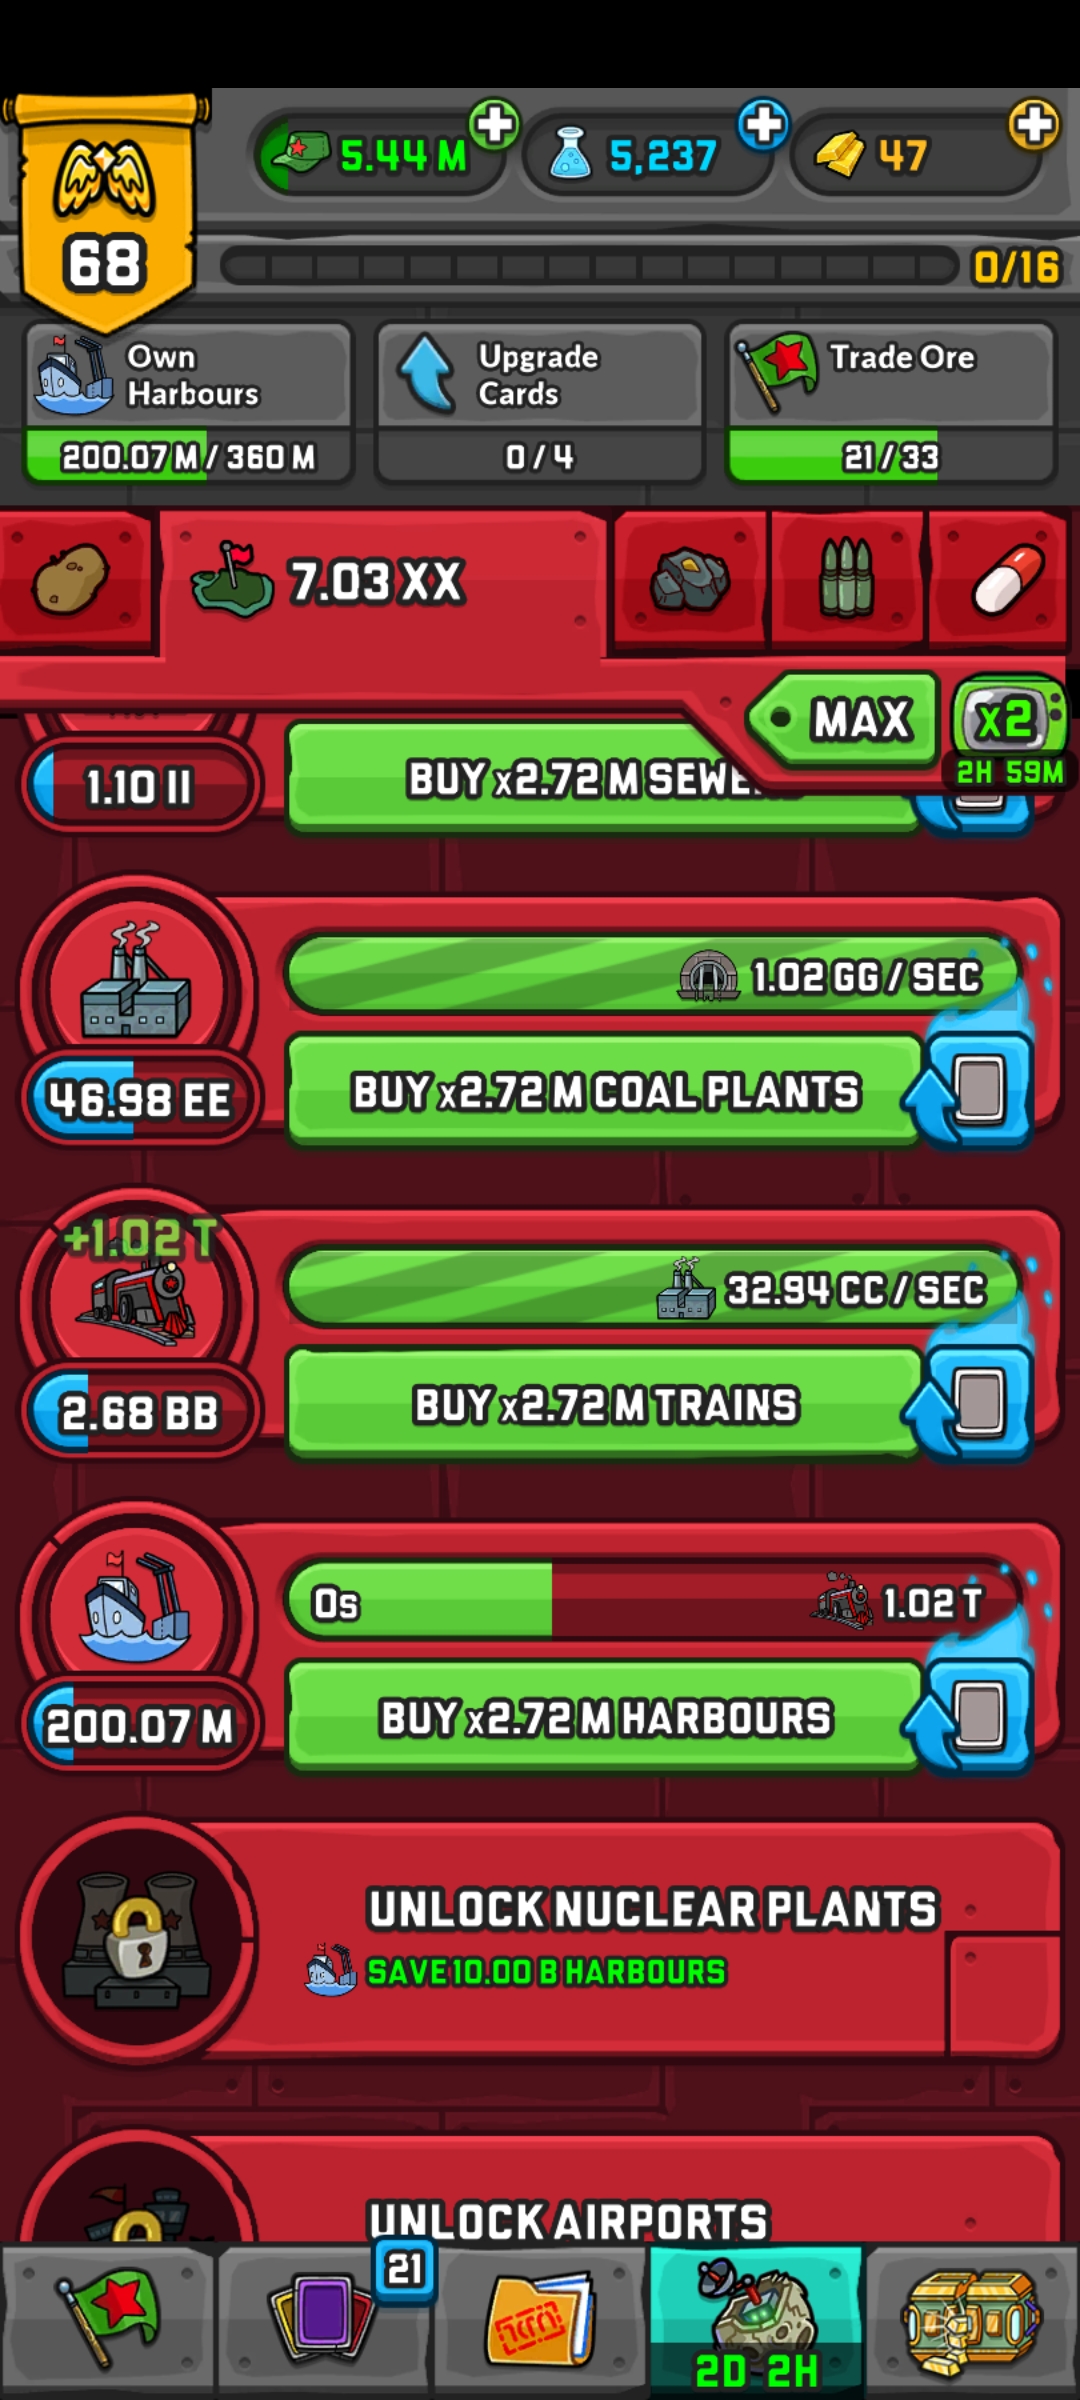 5.44 M
5,237
47
68
0/16
Own
Harbours
200.07 M / 360 M
Upgrade
Cards
0 / 4
Trade Ore
21 / 33
7.03 XX
MAX
x2
2H 59M
1.10 II
BUY x2.72 M
1.02 GG / SEC
46.98 EE
BUY x2.72 M COAL PLANTS
+1.02 T
32.94 CC / SEC
2.68 BB
BUY x2.72 M TRAINS
0s
1.02 T
200.07 M
BUY x2.72 M HARBOURS
UNLOCK NUCLEAR PLANTS
SAVE 10.00 B HARBOURS
UNLOCK AIRPORTS
21
2D 2H